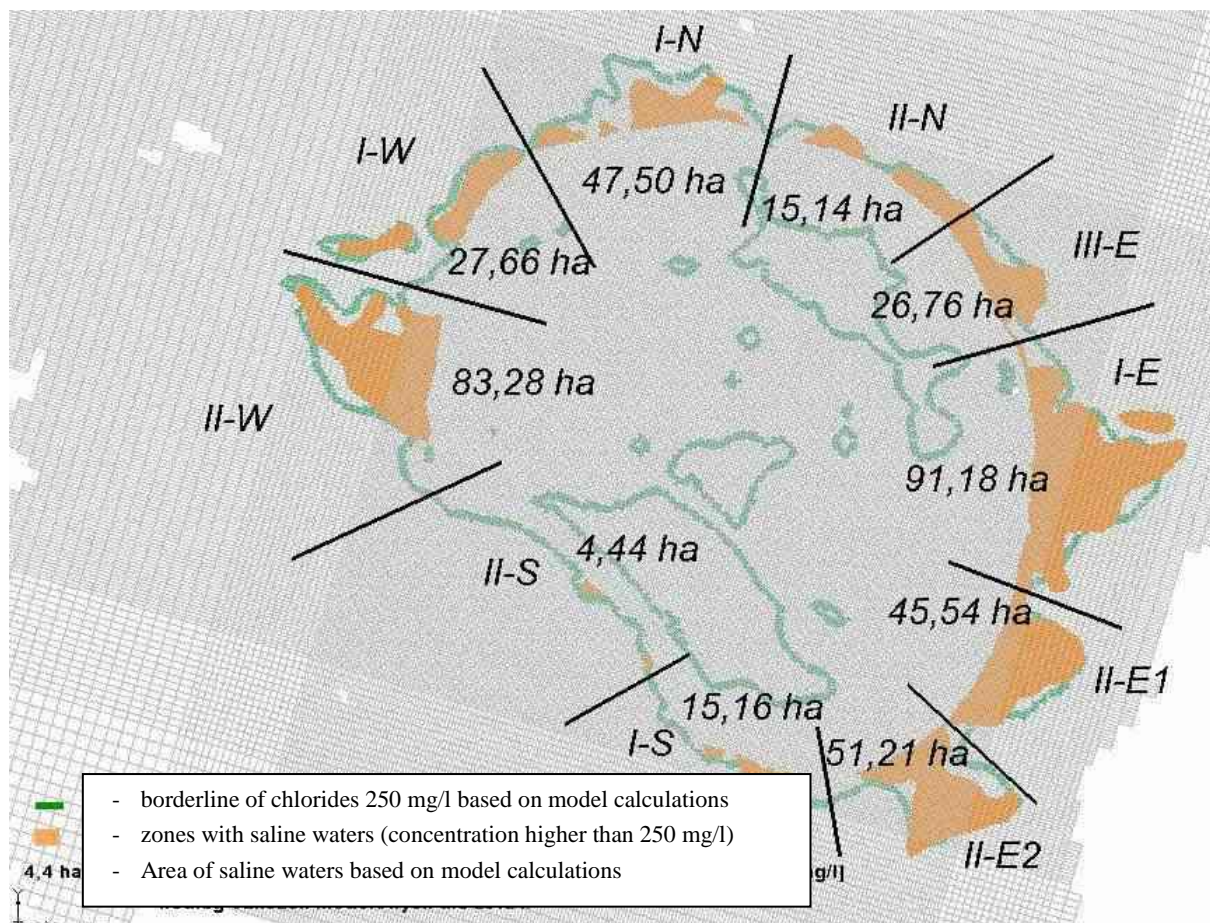 I-N
II-N
I-W
47,50 ha
15,14 ha
III-E
27,66 ha
26,76 ha
I-E
83,28 ha
II-W
91,18 ha
4,44 ha
II-S
45,54 ha
II-E1
15,16 ha
I-S
51,21 ha
II-E2
- borderline of chlorides 250 mg/l based on model calculations
- zones with saline waters (concentration higher than 250 mg/l)
- Area of saline waters based on model calculations
4,4 ha
g/l]
Y